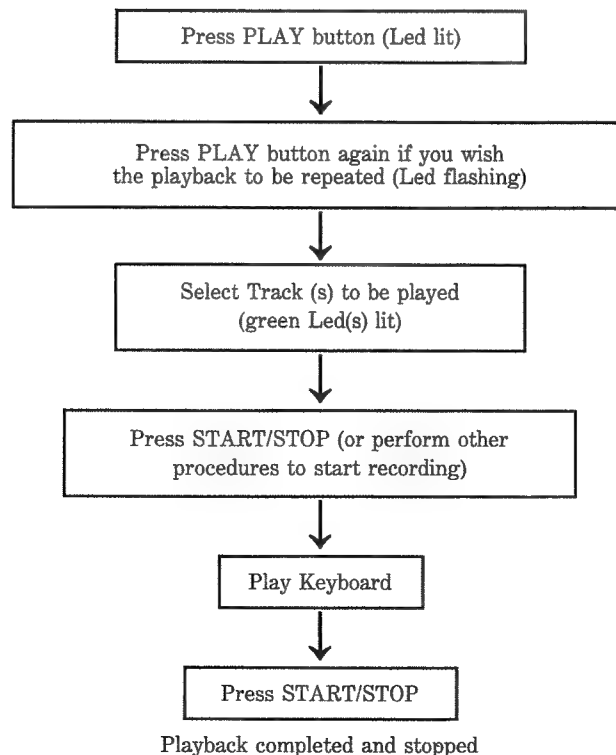 Press PLAY button (Led lit)
Press PLAY button again if you wish
the playback to be repeated (Led flashing)
Select Track (s) to be played
(green Led(s) lit)
Press START/STOP (or perform other
procedures to start recording)
Play Keyboard
Press START/STOP
Playback completed and stopped